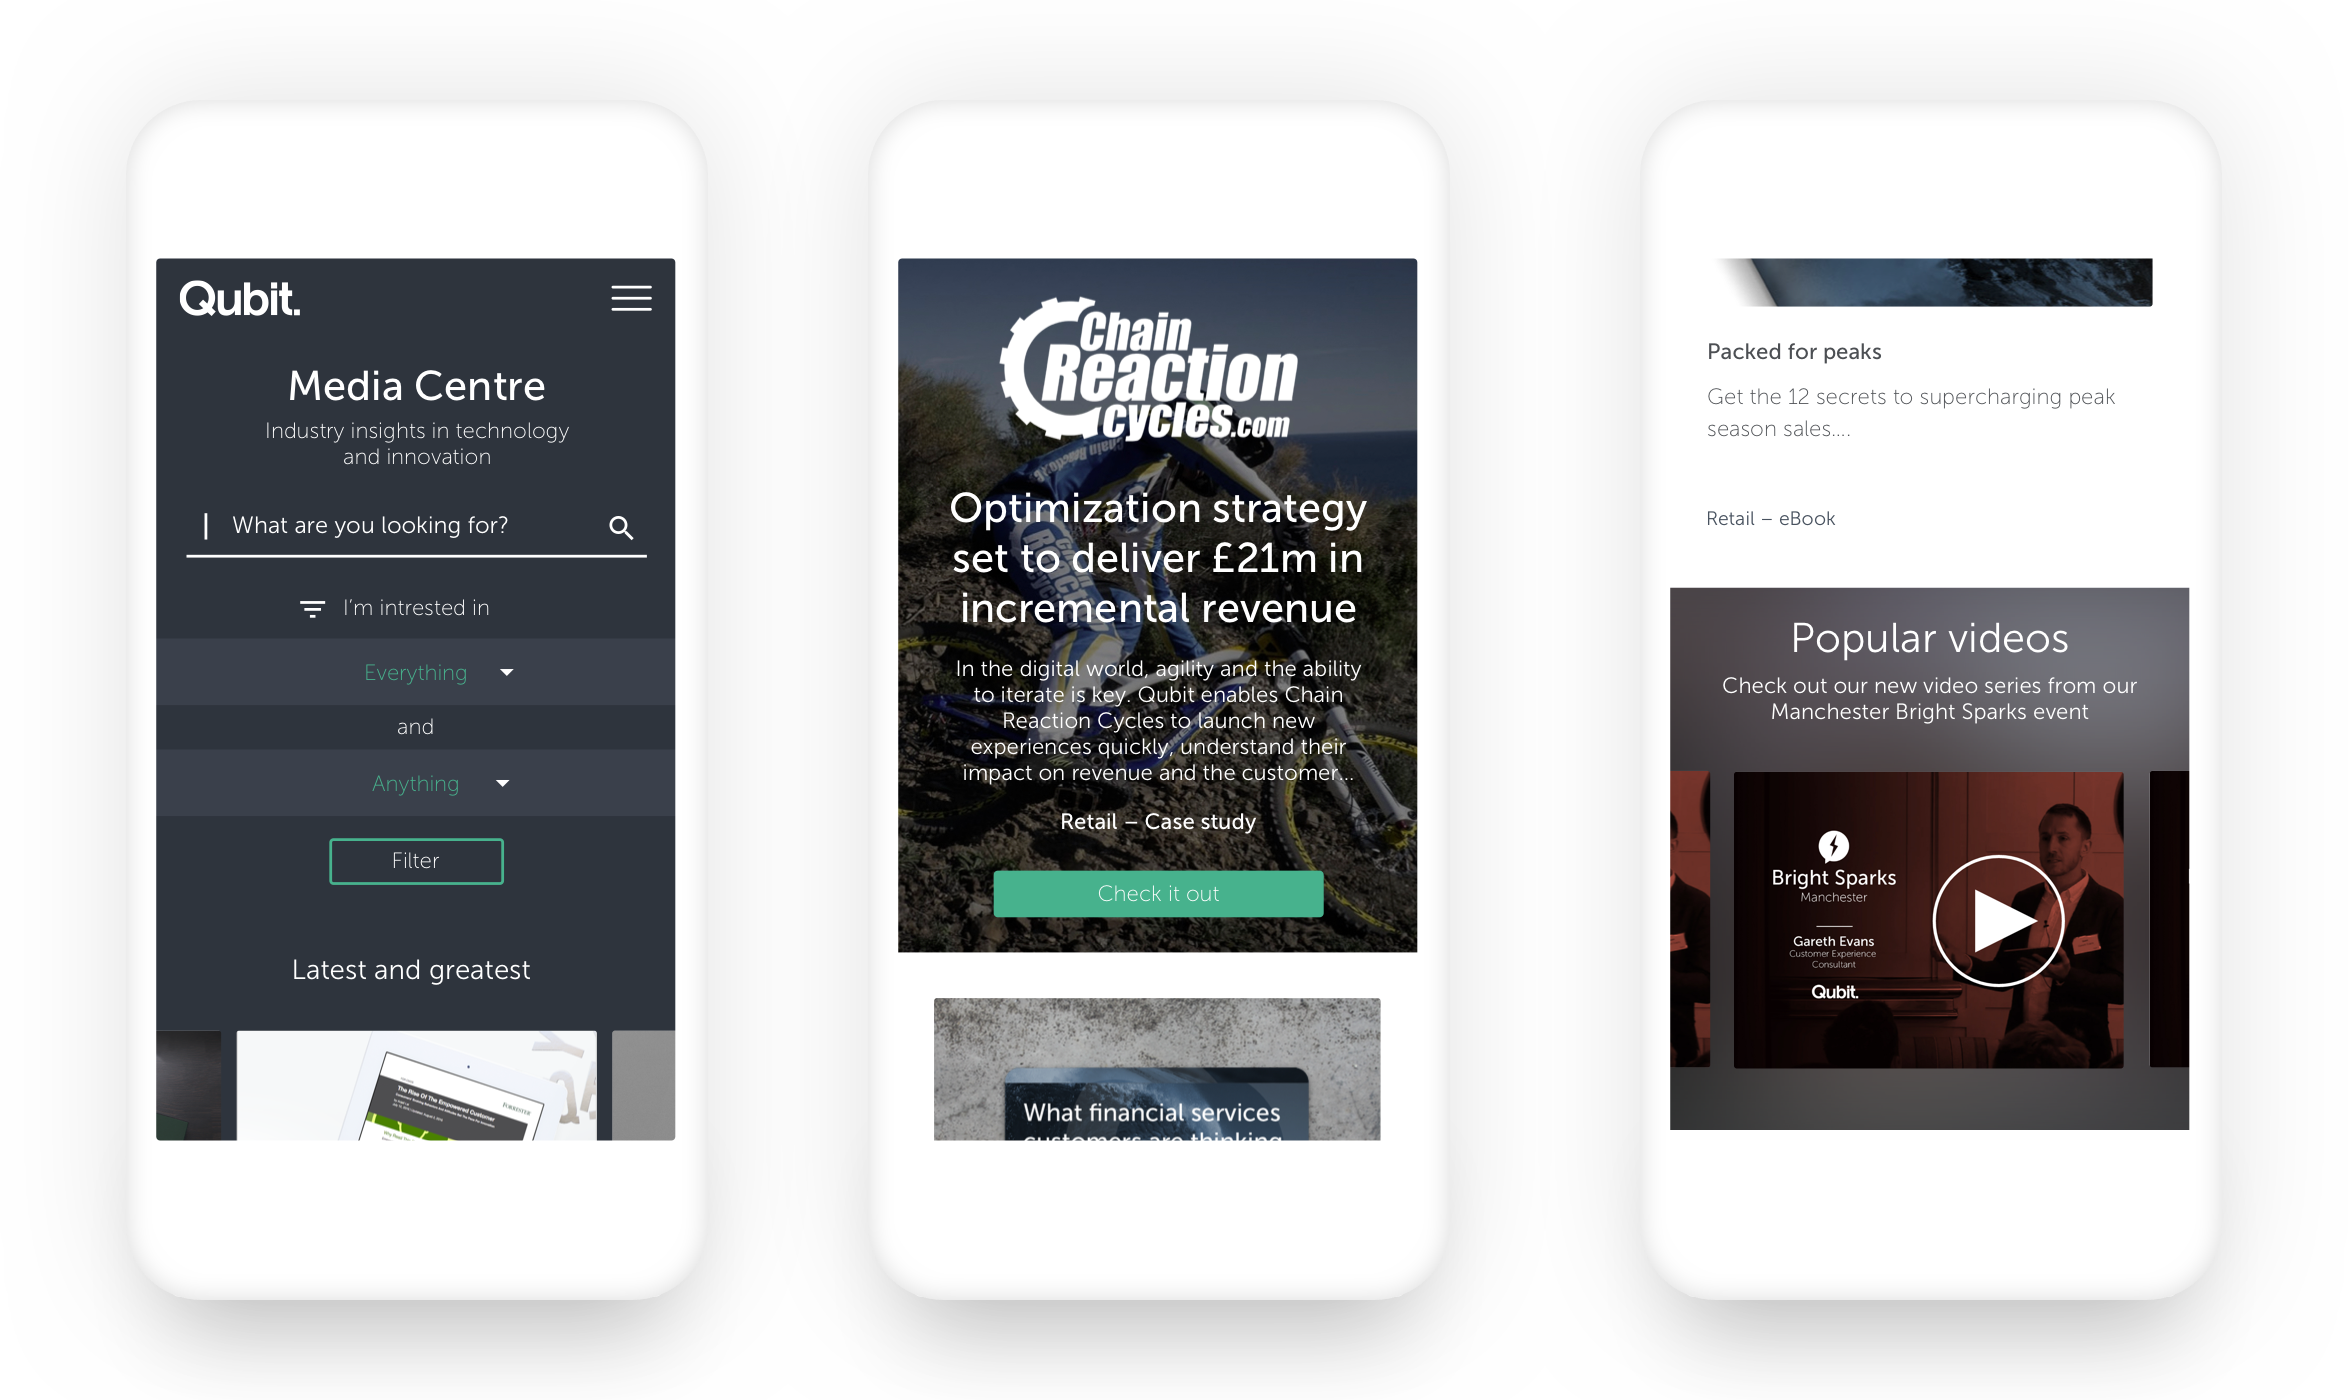 Qubit.
Media Centre
Industry insights in technology
and innovation
What are you looking for?
I'm intrested in
Everything
and
Anything
Filter
Latest and greatest
The Rise Of The Empowered Customer
FORRESTER
Chain
Reaction
cycles.com
Optimization strategy
set to deliver £21m in
incremental revenue
In the digital world, agility and the ability
to iterate is key. Qubit enables Chain
Reaction Cycles to launch new
experiences quickly, understand their
impact on revenue and the customer...
Retail – Case study
Check it out
What financial services
customers are thinking
Packed for peaks
Get the 12 secrets to supercharging peak
season sales....
Retail – eBook
Popular videos
Check out our new video series from our
Manchester Bright Sparks event
Bright Sparks
Manchester
Gareth Evans
Customer Experience
Consultant
Qubit.